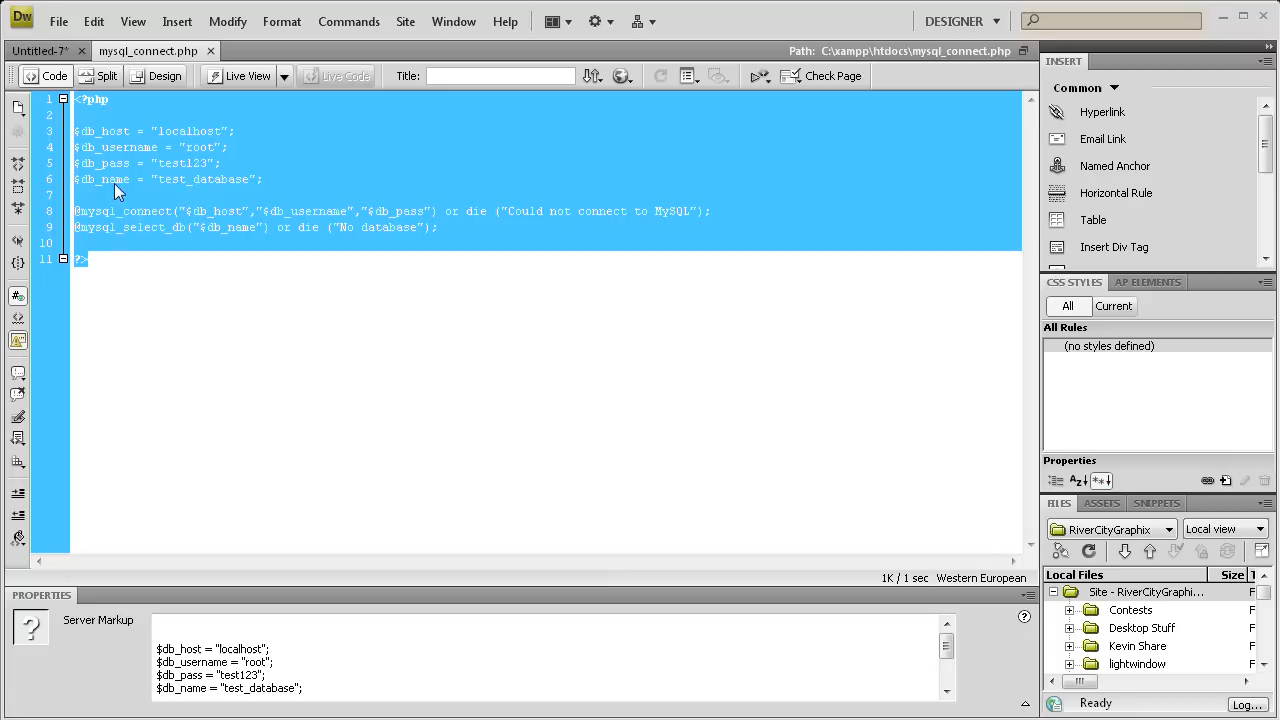 Dw File Edit View Insert Modify Format Commands Site Window Help DESIGNER
Untitled-7* mysql_connect.php Path: C:\xampp\htdocs\mysql_connect.php
Code Split Design Live View Live Code Title: Check Page
INSERT
Common
Hyperlink
Email Link
Named Anchor
Horizontal Rule
Table
Insert Div Tag
1 <?php
2
3 $db_host = "localhost";
4 $db_username = "root";
5 $db_pass = "test123";
6 $db_name = "test_database";
7
8 @mysql_connect("$db_host","$db_username","$db_pass") or die ("Could not connect to MySQL");
9 @mysql_select_db("$db_name") or die ("No database");
10
11 ?>
CSS STYLES AP ELEMENTS
All Current
All Rules
(no styles defined)
Properties
FILES ASSETS SNIPPETS
RiverCityGraphix Local view
Local Files Size T
Site - RiverCityGraphi... F
Contests F
Desktop Stuff F
Kevin Share F
lightwindow F
Ready Log...
1K / 1 sec Western European
PROPERTIES
Server Markup
$db_host = "localhost";
$db_username = "root";
$db_pass = "test123";
$db_name = "test_database";